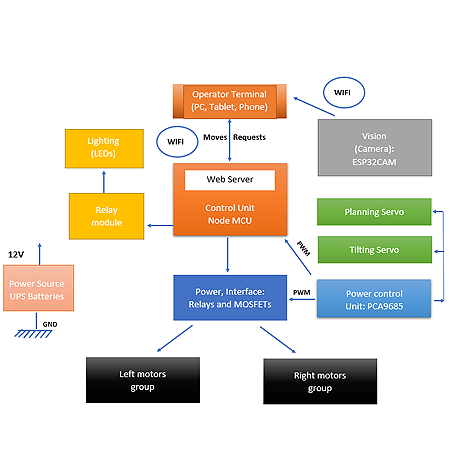 WIFI
Operator Terminal
(PC, Tablet, Phone)
WIFI
Moves Requests
Lighting
(LEDs)
Vision
(Camera):
ESP32CAM
Web Server
Control Unit
Node MCU
Relay
module
Planning Servo
Tilting Servo
12V
PWM
Power Source
UPS Batteries
Power, Interface:
Relays and MOSFETs
PWM
Power control
Unit: PCA9685
GND
Left motors
group
Right motors
group